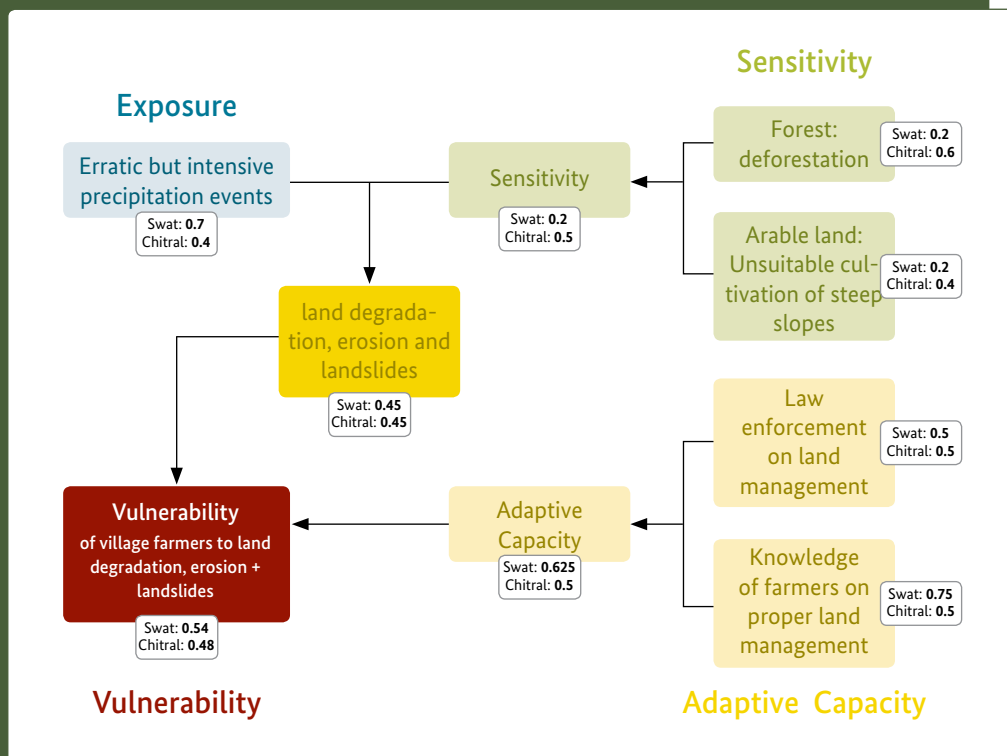 Sensitivity
Exposure
Erratic but intensive
precipitation events
Swat: 0.7
Chitral: 0.4
Sensitivity
Swat: 0.2
Chitral: 0.5
Forest:
deforestation
Swat: 0.2
Chitral: 0.6
Arable land:
Unsuitable cul-
tivation of steep
slopes
Swat: 0.2
Chitral: 0.4
land degrada-
tion, erosion and
landslides
Swat: 0.45
Chitral: 0.45
Law
enforcement
on land
management
Swat: 0.5
Chitral: 0.5
Vulnerability
of village farmers to land
degradation, erosion +
landslides
Swat: 0.54
Chitral: 0.48
Adaptive
Capacity
Swat: 0.625
Chitral: 0.5
Knowledge
of farmers on
proper land
management
Swat: 0.75
Chitral: 0.5
Vulnerability
Adaptive Capacity